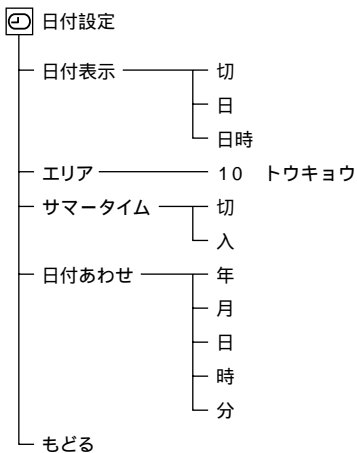 日付設定
日付表示 切
日
日時
エリア 10 トウキョウ
サマータイム 切
入
日付あわせ 年
月
日
時
分
もどる